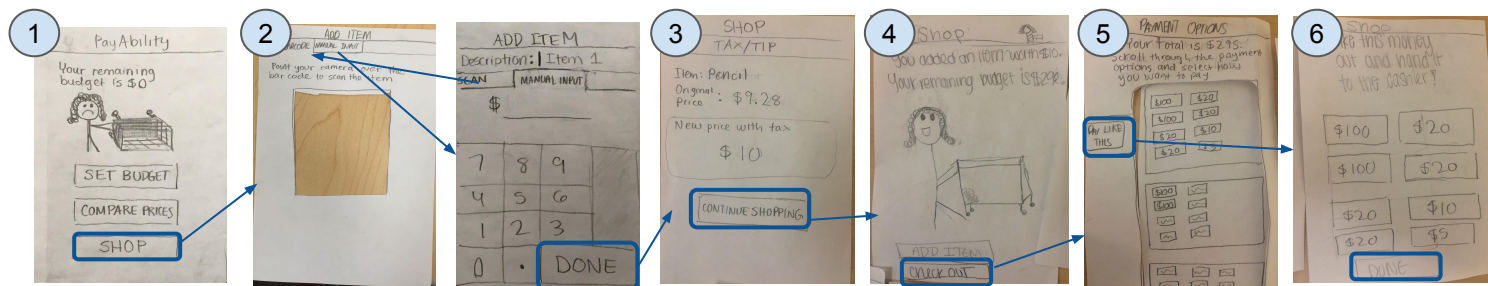 1
PayAbility
Your remaining
budget is $0
SET BUDGET
COMPARE PRICES
SHOP
2
ADD ITEM
MANUAL INPUT
Point your camera over the
bar code to scan the item
ADD ITEM
Description: Item 1
SCAN
MANUAL INPUT
$
7 8 9
4 5 6
1 2 3
0 . DONE
3
SHOP
TAX/TIP
Item: Pencil
Original
Price : $9.28
New price with tax
$10
CONTINUE SHOPPING
4
Shop
you added an item with $10.
Your remaining budget is
ADD ITEM
Check OUT
5
PAYMENT OPTIONS
Your total is $295.
Scroll through the payment
options and select how
you want to pay
$100 $20
$100 $20
$20 $10
$20 $5
PAY LIKE
THIS
$100
$100
6
Shop
this money
out and hand it
to the cashier!
$100 $20
$100 $20
$20 $10
$20 $5
DONE